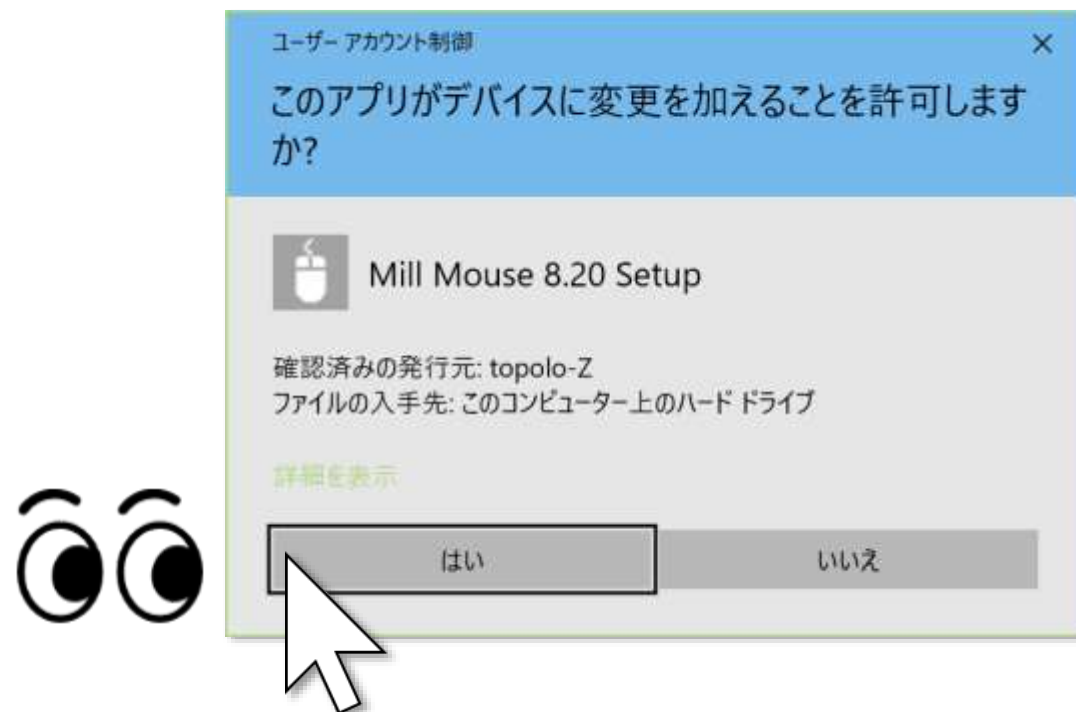 ユーザー アカウント制御
このアプリがデバイスに変更を加えることを許可します
か?
Mill Mouse 8.20 Setup
確認済みの発行元: topolo-Z
ファイルの入手先: このコンピューター上のハード ドライブ
詳細を表示
はい
いいえ